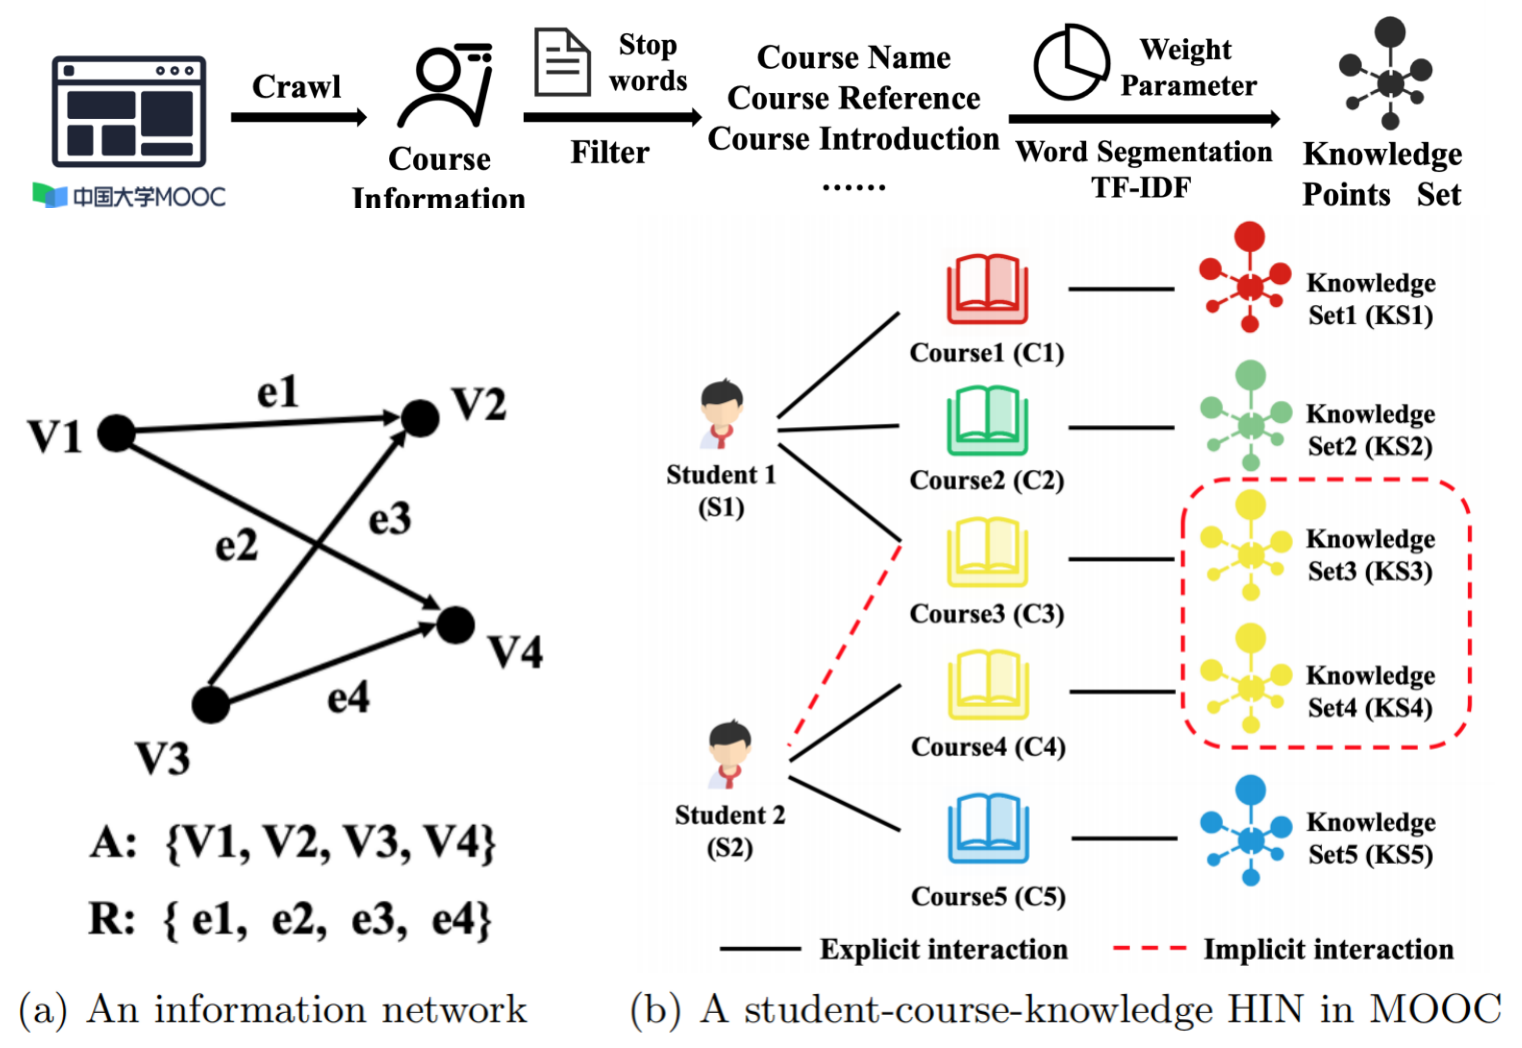 中国大学MOOC
Crawl
Course
Information
Stop
words
Filter
Course Name
Course Reference
Course Introduction
······
Weight
Parameter
Word Segmentation
TF-IDF
Knowledge
Points Set
V1
e1
V2
e2
e3
V4
e4
V3
A: {V1, V2, V3, V4}
R: { e1, e2, e3, e4}
(a) An information network
Student 1
(S1)
Student 2
(S2)
Course1 (C1)
Course2 (C2)
Course3 (C3)
Course4 (C4)
Course5 (C5)
Knowledge
Set1 (KS1)
Knowledge
Set2 (KS2)
Knowledge
Set3 (KS3)
Knowledge
Set4 (KS4)
Knowledge
Set5 (KS5)
Explicit interaction
Implicit interaction
(b) A student-course-knowledge HIN in MOOC